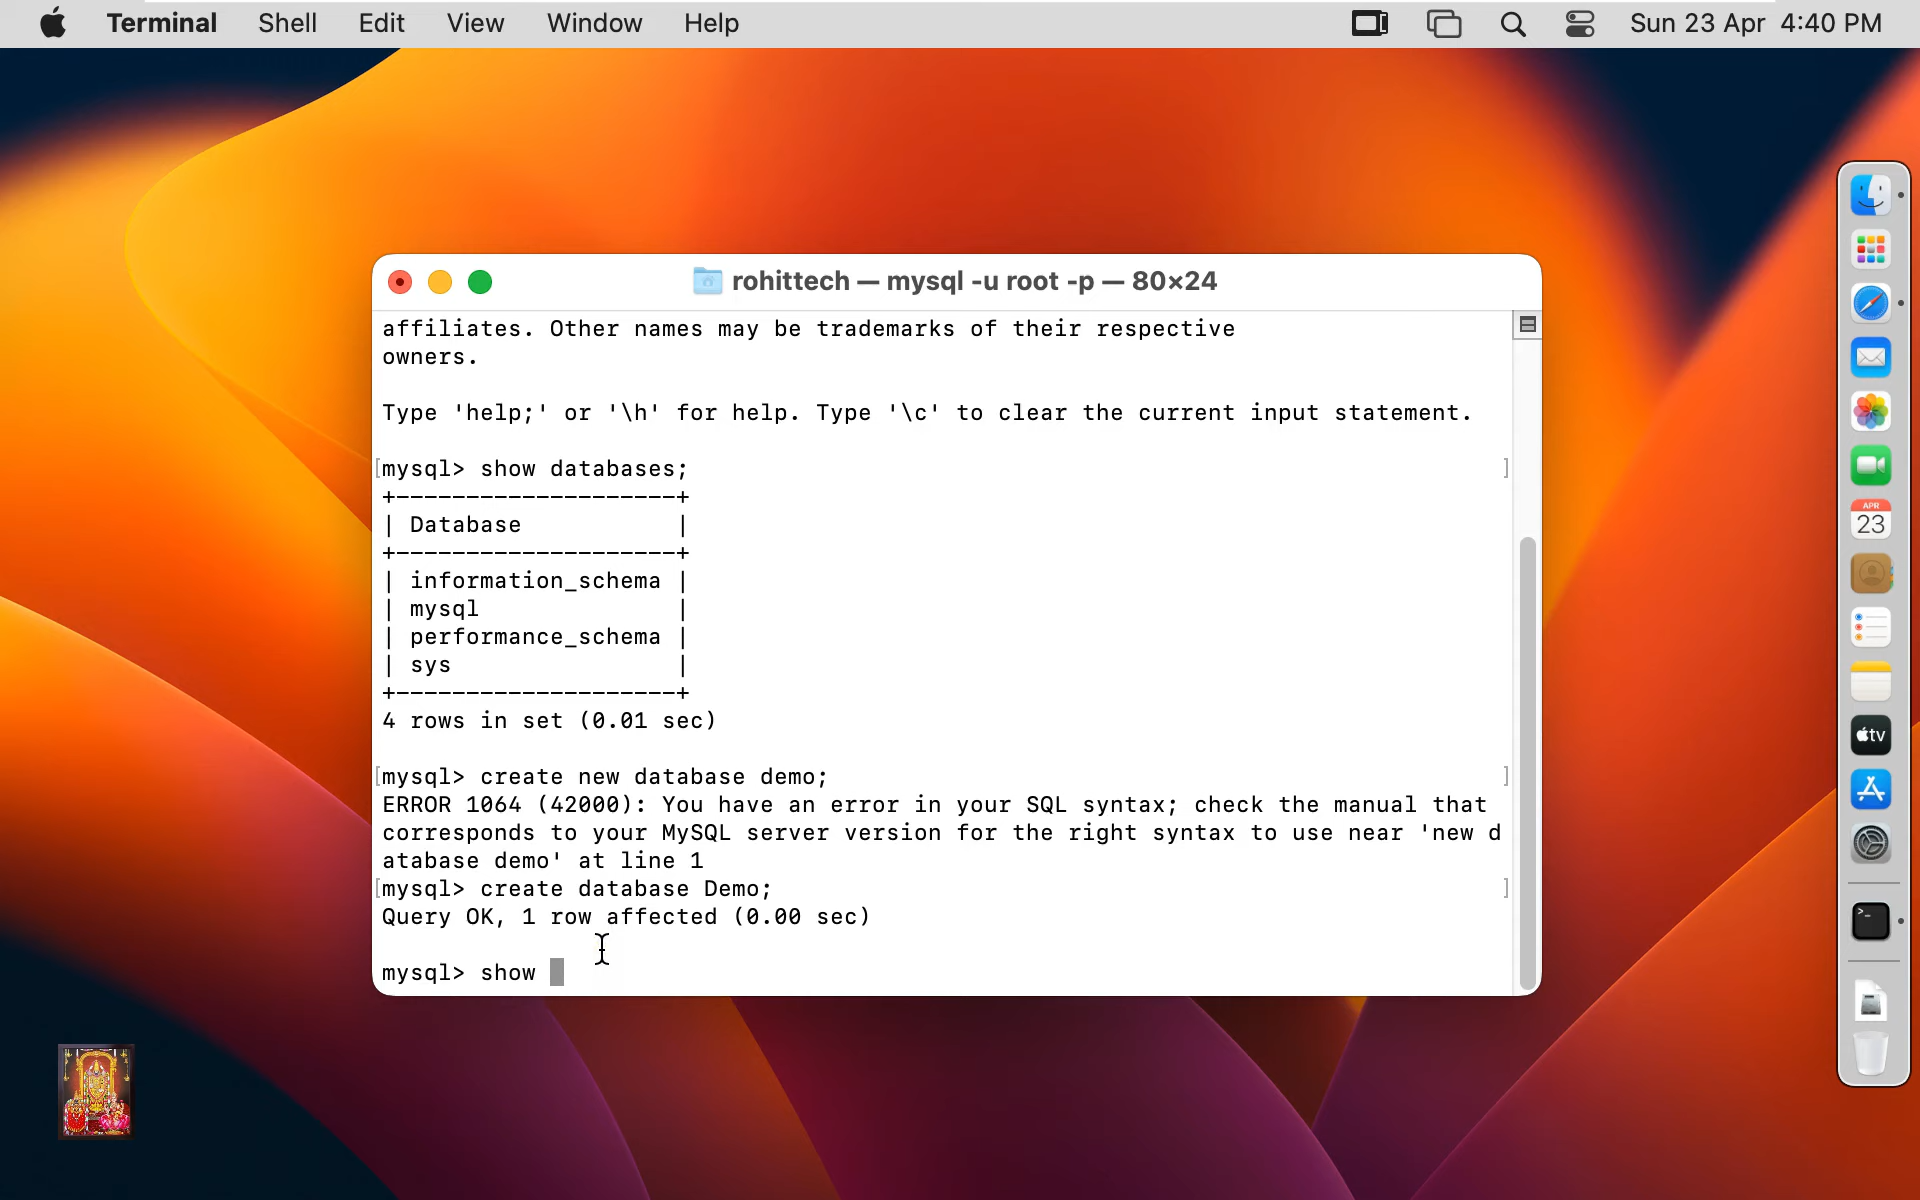 Terminal Shell Edit View Window Help Sun 23 Apr 4:40 PM
rohittech — mysql -u root -p — 80×24
affiliates. Other names may be trademarks of their respective
owners.
Type 'help;' or '\h' for help. Type '\c' to clear the current input statement.
[mysql> show databases; ]
+--------------------+
| Database           |
+--------------------+
| information_schema |
| mysql              |
| performance_schema |
| sys                |
+--------------------+
4 rows in set (0.01 sec)
[mysql> create new database demo; ]
ERROR 1064 (42000): You have an error in your SQL syntax; check the manual that
corresponds to your MySQL server version for the right syntax to use near 'new d
atabase demo' at line 1
[mysql> create database Demo; ]
Query OK, 1 row affected (0.00 sec)
mysql> show
APR
23
tv
>_